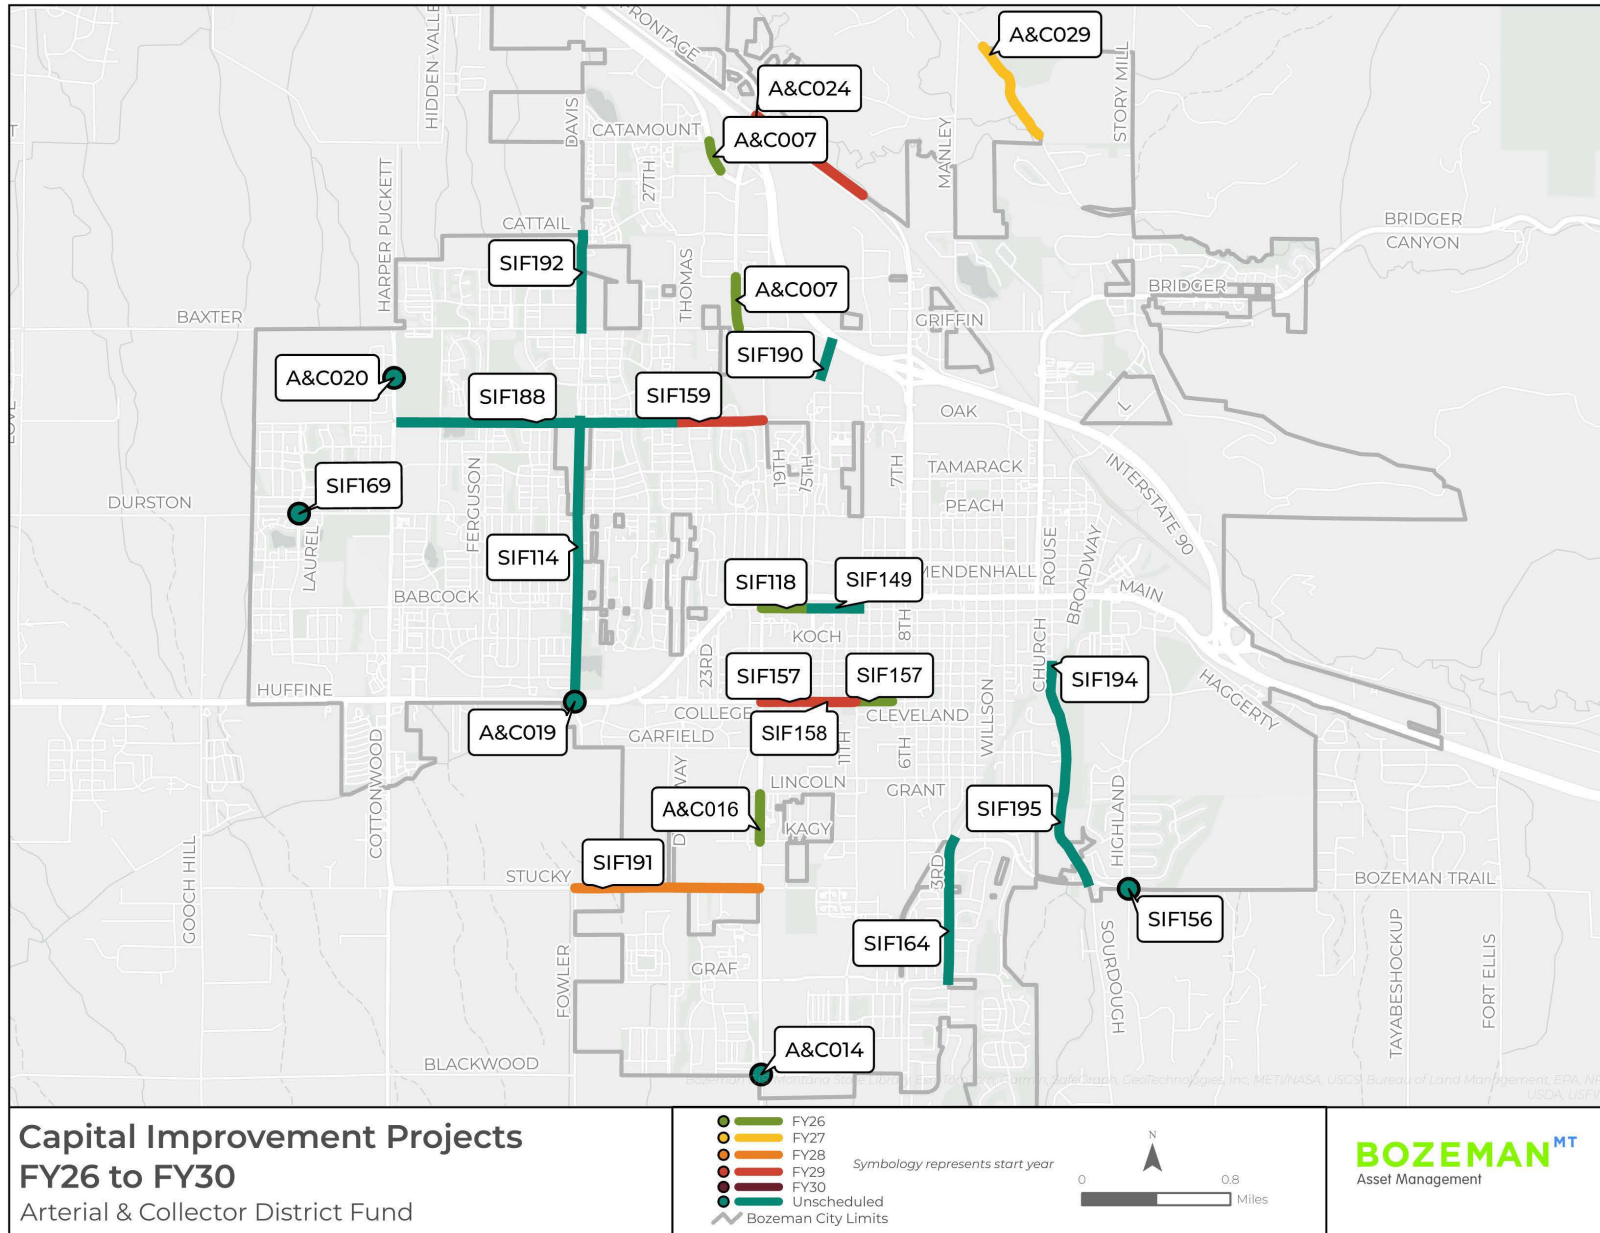 FRONTAGE
A&C029
HIDDEN VALLE
DAVIS
A&C024
STORY MILL
CATAMOUNT
A&C007
MANLEY
27TH
HARPER PUCKETT
CATTAIL
BRIDGER
CANYON
SIF192
THOMAS
A&C007
BRIDGER
BAXTER
GRIFFIN
SIF190
A&C020
SIF188
SIF159
OAK
L
LOVE
19TH
15TH
7TH
TAMARACK
INTERSTATE 90
SIF169
FERGUSON
DURSTON
PEACH
LAUREL
SIF114
ROUSE
BROADWAY
MENDENHALL
SIF118
SIF149
MAIN
BABCOCK
8TH
KOCH
23RD
CHURCH
SIF157
SIF157
SIF194
HAGGERTY
HUFFINE
COLLEGE
CLEVELAND
WILLSON
A&C019
GARFIELD
SIF158
11TH
6TH
COTTONWOOD
LINCOLN
GRANT
HIGHLAND
A&C016
KAGY
SIF195
GOOCH HILL
SIF191
STUCKY
3RD
BOZEMAN TRAIL
SIF156
SIF164
SOURDOUGH
TAYABESHOCKUP
FORT ELLIS
FOWLER
GRAF
A&C014
BLACKWOOD
Capital Improvement Projects
FY26 to FY30
Arterial & Collector District Fund
FY26
FY27
FY28
FY29
FY30
Unscheduled
Bozeman City Limits
Symbology represents start year
N
0 0.8
Miles
BOZEMAN MT
Asset Management